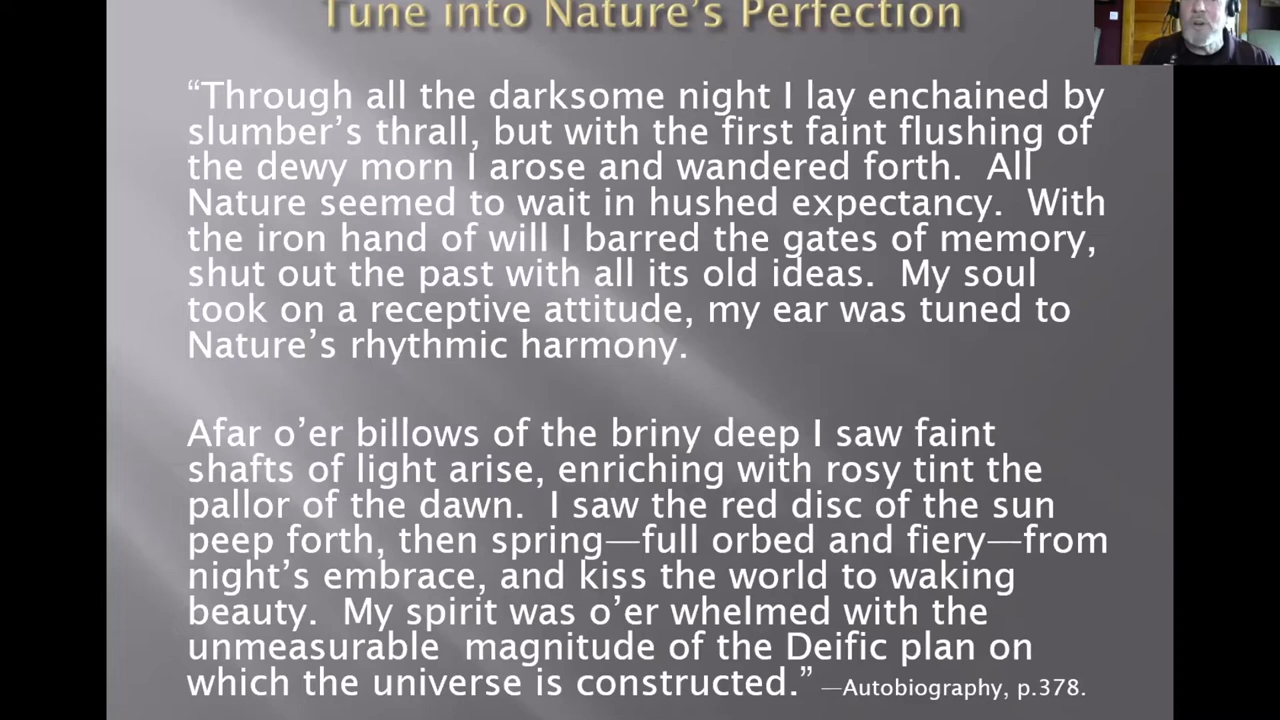 Tune into Nature's Perfection
“Through all the darksome night I lay enchained by
slumber's thrall, but with the first faint flushing of
the dewy morn I arose and wandered forth.  All
Nature seemed to wait in hushed expectancy.  With
the iron hand of will I barred the gates of memory,
shut out the past with all its old ideas.  My soul
took on a receptive attitude, my ear was tuned to
Nature's rhythmic harmony.
Afar o'er billows of the briny deep I saw faint
shafts of light arise, enriching with rosy tint the
pallor of the dawn.  I saw the red disc of the sun
peep forth, then spring—full orbed and fiery—from
night's embrace, and kiss the world to waking
beauty.  My spirit was o'er whelmed with the
unmeasurable  magnitude of the Deific plan on
which the universe is constructed.” —Autobiography, p.378.